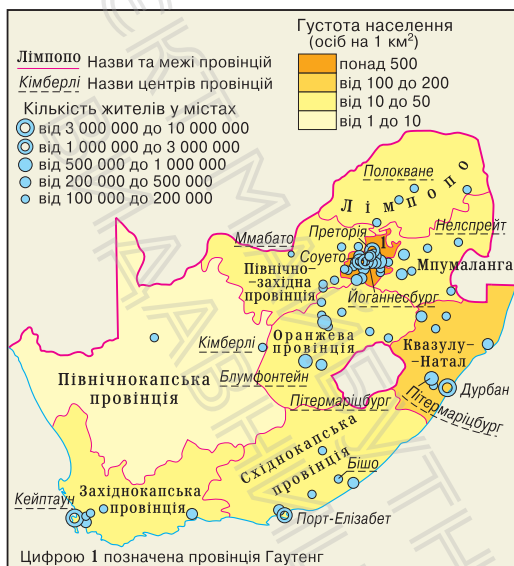 Густота населення
(осіб на 1 км²)
понад 500
від 100 до 200
від 10 до 50
від 1 до 10
Лімпопо Назви та межі провінцій
Кімберлі Назви центрів провінцій
Кількість жителів у містах
від 3 000 000 до 10 000 000
від 1 000 000 до 3 000 000
від 500 000 до 1 000 000
від 200 000 до 500 000
від 100 000 до 200 000
Полокване
Лімпопо
Нелспрейт
Преторія
1
Ммабато
Соуето
Мпумаланга
Північно-
західна
провінція
Йоганнесбург
Оранжева
провінція
Кімберлі
Квазулу-
-Натал
Блумфонтейн
Північнокапська
провінція
Дурбан
Пітермаріцбург
Пітермаріцбург
Східнокапська
провінція
Бішо
Західнокапська
провінція
Кейптаун
Порт-Елізабет
Цифрою 1 позначена провінція Гаутенг